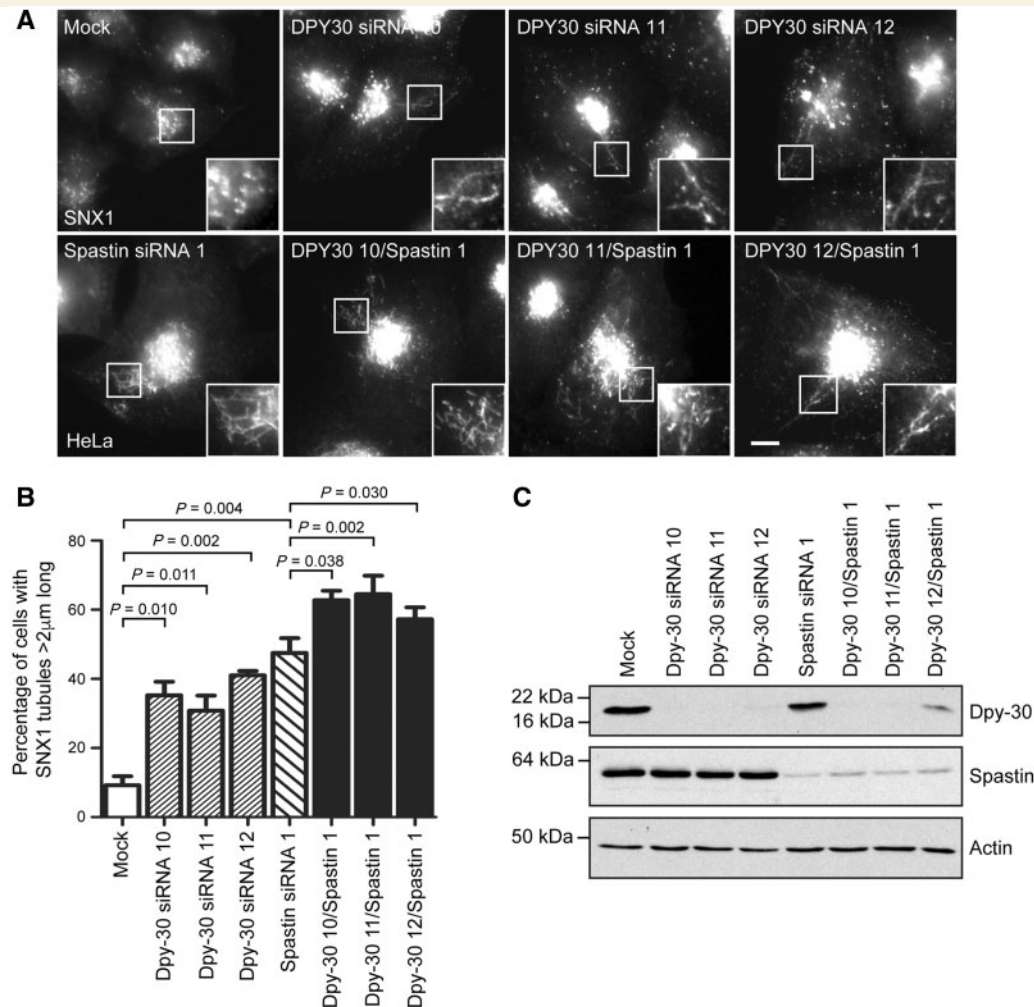 A
Mock
DPY30 siRNA 10
DPY30 siRNA 11
DPY30 siRNA 12
SNX1
Spastin siRNA 1
DPY30 10/Spastin 1
DPY30 11/Spastin 1
DPY30 12/Spastin 1
HeLa
B
P = 0.030
P = 0.004
P = 0.002
P = 0.002
P = 0.038
P = 0.011
P = 0.010
Percentage of cells with
SNX1 tubules >2μm long
80
60
40
20
0
Mock
Dpy-30 siRNA 10
Dpy-30 siRNA 11
Dpy-30 siRNA 12
Spastin siRNA 1
Dpy-30 10/Spastin 1
Dpy-30 11/Spastin 1
Dpy-30 12/Spastin 1
C
Mock
Dpy-30 siRNA 10
Dpy-30 siRNA 11
Dpy-30 siRNA 12
Spastin siRNA 1
Dpy-30 10/Spastin 1
Dpy-30 11/Spastin 1
Dpy-30 12/Spastin 1
22 kDa
16 kDa
Dpy-30
64 kDa
Spastin
50 kDa
Actin